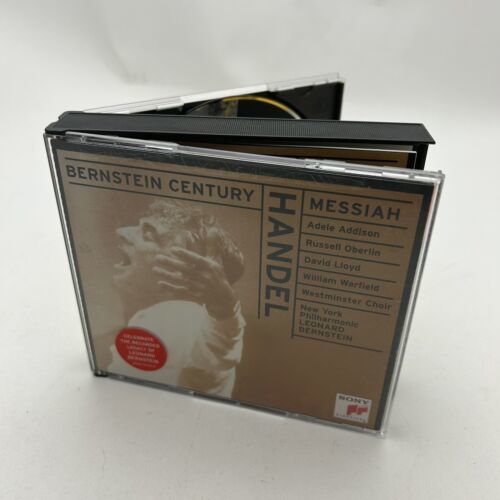 BERNSTEIN CENTURY
HANDEL
MESSIAH
Adele Addison
Russell Oberlin
David Lloyd
William Warfield
Westminster Choir
New York
Philharmonic
LEONARD
BERNSTEIN
CELEBRATE
THE RECORDED
LEGACY OF
LEONARD
BERNSTEIN
SONY
CLASSICAL